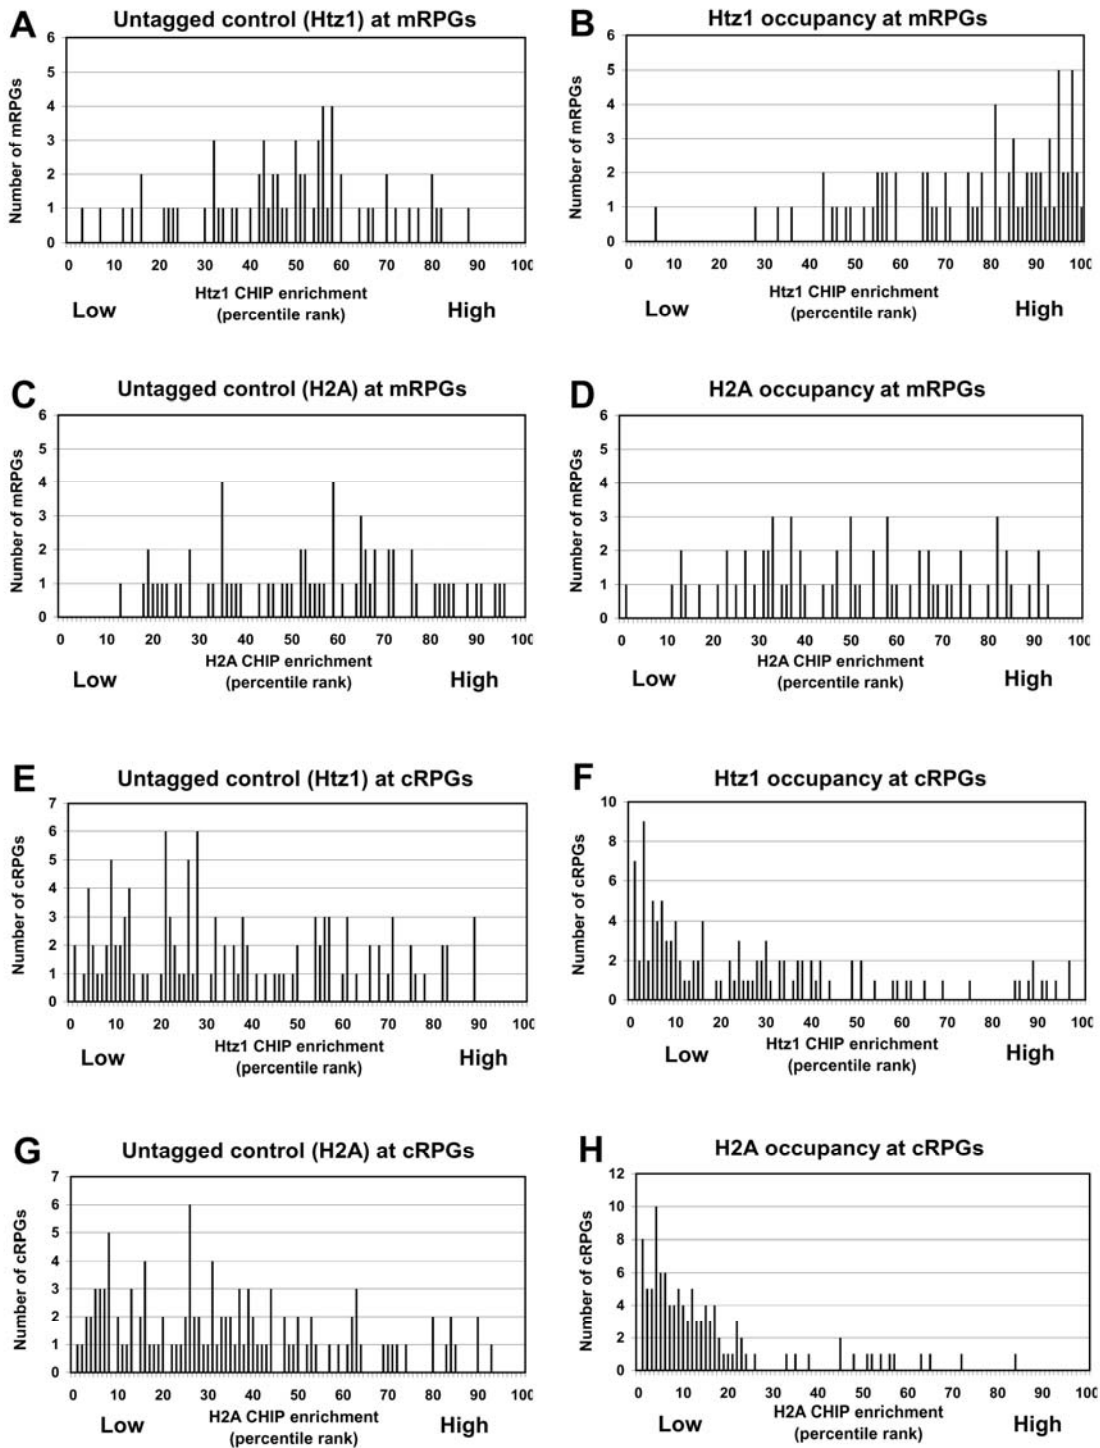 A
Untagged control (Htz1) at mRPGs
Number of mRPGs
6
5
4
3
2
1
0
0 10 20 30 40 50 60 70 80 90 100
Htz1 CHIP enrichment
(percentile rank)
Low
High
B
Htz1 occupancy at mRPGs
Number of mRPGs
6
5
4
3
2
1
0
0 10 20 30 40 50 60 70 80 90 100
Htz1 CHIP enrichment
(percentile rank)
Low
High
C
Untagged control (H2A) at mRPGs
Number of mRPGs
6
5
4
3
2
1
0
0 10 20 30 40 50 60 70 80 90 100
H2A CHIP enrichment
(percentile rank)
Low
High
D
H2A occupancy at mRPGs
Number of mRPGs
6
5
4
3
2
1
0
0 10 20 30 40 50 60 70 80 90 100
H2A CHIP enrichment
(percentile rank)
Low
High
E
Untagged control (Htz1) at cRPGs
Number of cRPGs
7
6
5
4
3
2
1
0
0 10 20 30 40 50 60 70 80 90 100
Htz1 CHIP enrichment
(percentile rank)
Low
High
F
Htz1 occupancy at cRPGs
Number of cRPGs
10
8
6
4
2
0
0 10 20 30 40 50 60 70 80 90 100
Htz1 CHIP enrichment
(percentile rank)
Low
High
G
Untagged control (H2A) at cRPGs
Number of cRPGs
7
6
5
4
3
2
1
0
0 10 20 30 40 50 60 70 80 90 100
H2A CHIP enrichment
(percentile rank)
Low
High
H
H2A occupancy at cRPGs
Number of cRPGs
12
10
8
6
4
2
0
0 10 20 30 40 50 60 70 80 90 100
H2A CHIP enrichment
(percentile rank)
Low
High